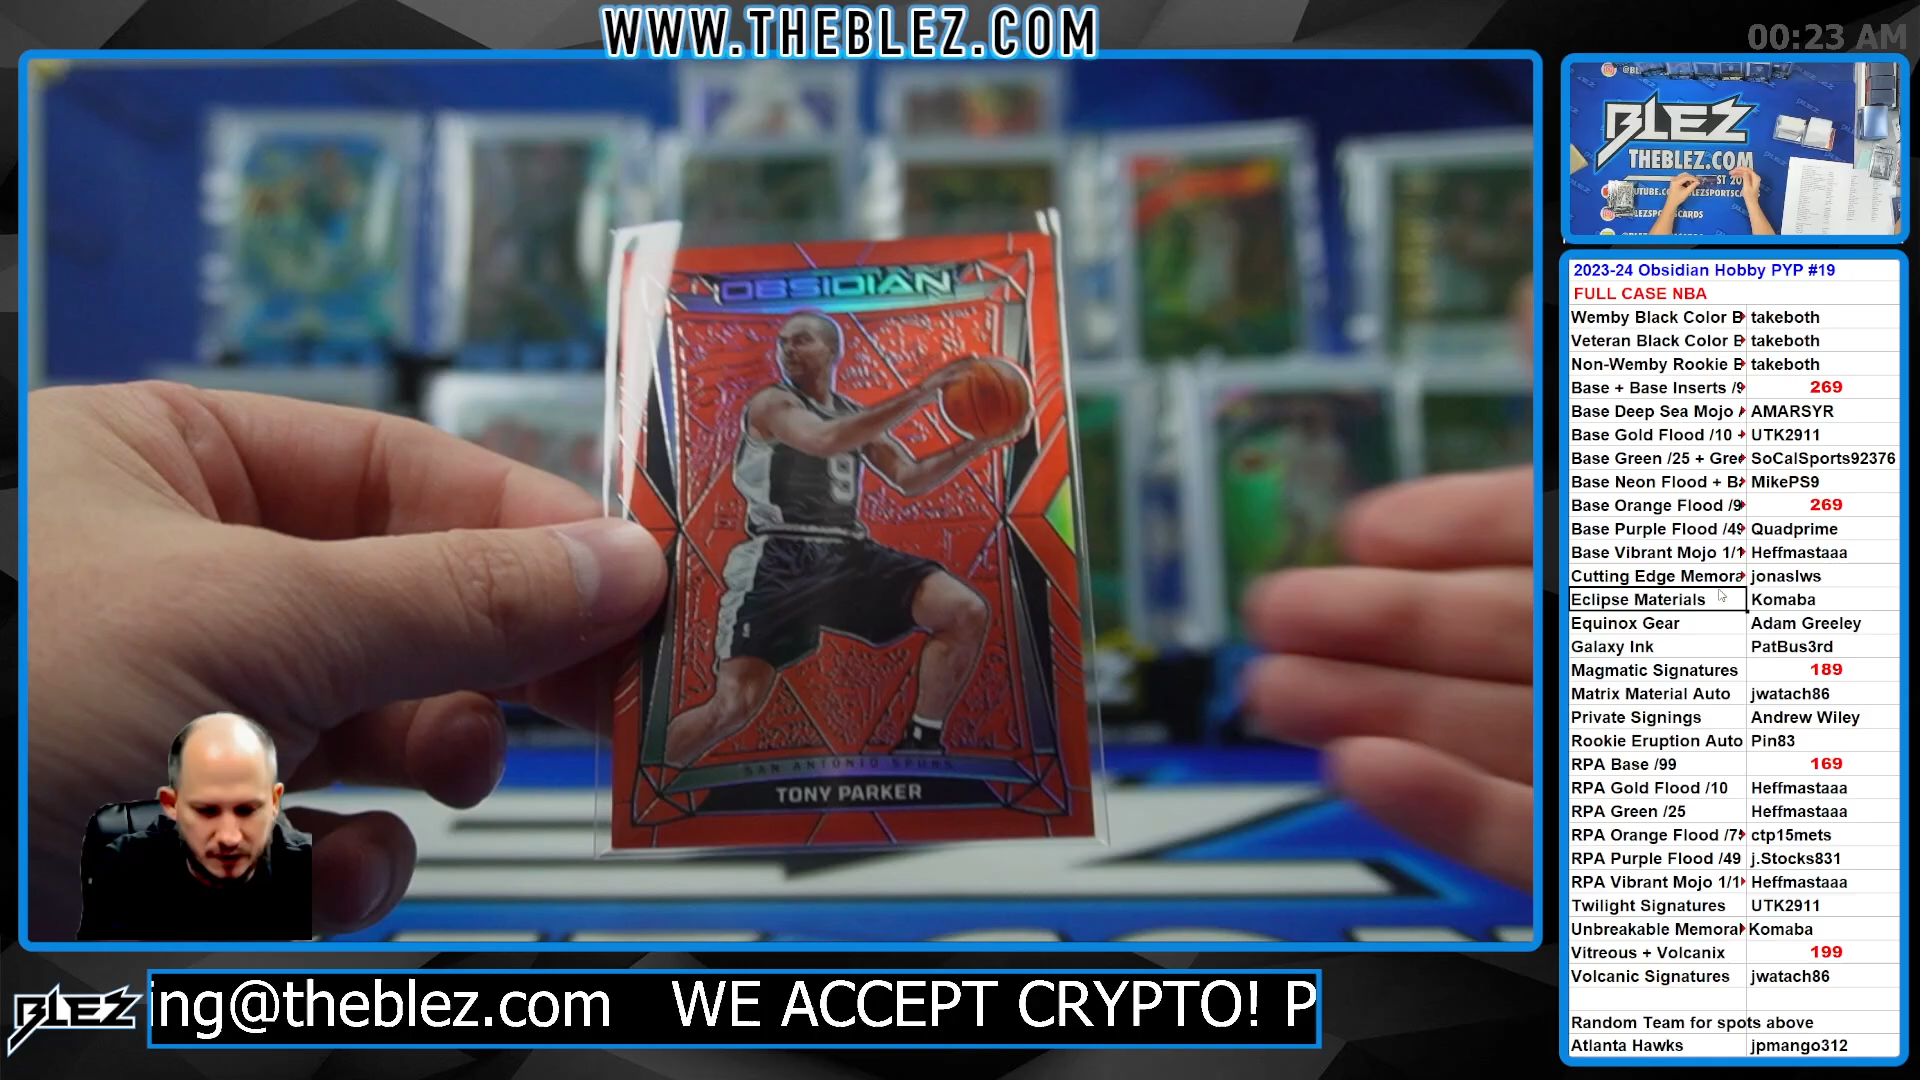 WWW.THEBLEZ.COM
00:23 AM
OBSIDIAN
9
SAN ANTONIO SPURS
TONY PARKER
BLEZ
THEBLEZ.COM
2023-24 Obsidian Hobby PYP #19
FULL CASE NBA
Wemby Black Color B takeboth
Veteran Black Color E takeboth
Non-Wemby Rookie E takeboth
Base + Base Inserts /9 269
Base Deep Sea Mojo / AMARSYR
Base Gold Flood /10 + UTK2911
Base Green /25 + Gree SoCalSports92376
Base Neon Flood + Ba MikePS9
Base Orange Flood /9 269
Base Purple Flood /49 Quadprime
Base Vibrant Mojo 1/1 Heffmastaaa
Cutting Edge Memora jonaslws
Eclipse Materials Komaba
Equinox Gear Adam Greeley
Galaxy Ink PatBus3rd
Magmatic Signatures 189
Matrix Material Auto jwatach86
Private Signings Andrew Wiley
Rookie Eruption Auto Pin83
RPA Base /99 169
RPA Gold Flood /10 Heffmastaaa
RPA Green /25 Heffmastaaa
RPA Orange Flood /75 ctp15mets
RPA Purple Flood /49 j.Stocks831
RPA Vibrant Mojo 1/1 Heffmastaaa
Twilight Signatures UTK2911
Unbreakable Memoral Komaba
Vitreous + Volcanix 199
Volcanic Signatures jwatach86
Random Team for spots above
Atlanta Hawks jpmango312
BLEZ
ing@theblez.com WE ACCEPT CRYPTO! P